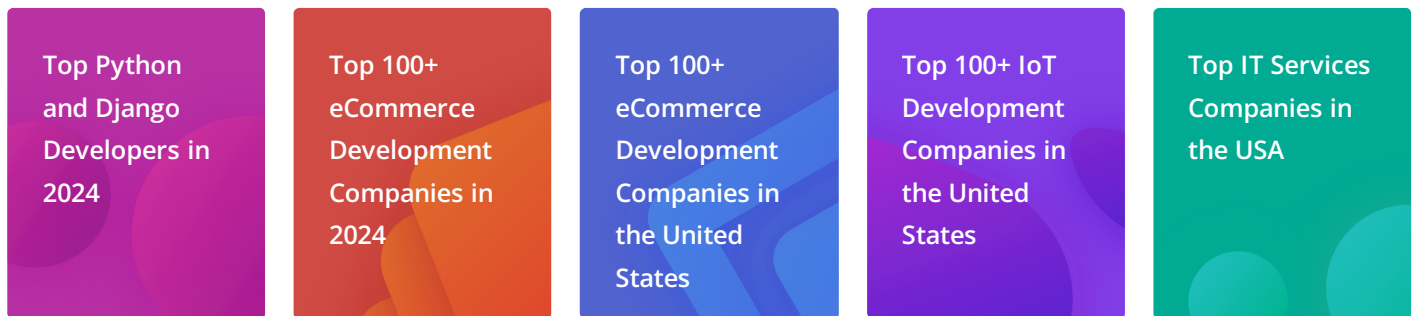 Top Python
and Django
Developers in
2024
Top 100+
eCommerce
Development
Companies in
2024
Top 100+
eCommerce
Development
Companies in
the United
States
Top 100+ IoT
Development
Companies in
the United
States
Top IT Services
Companies in
the USA